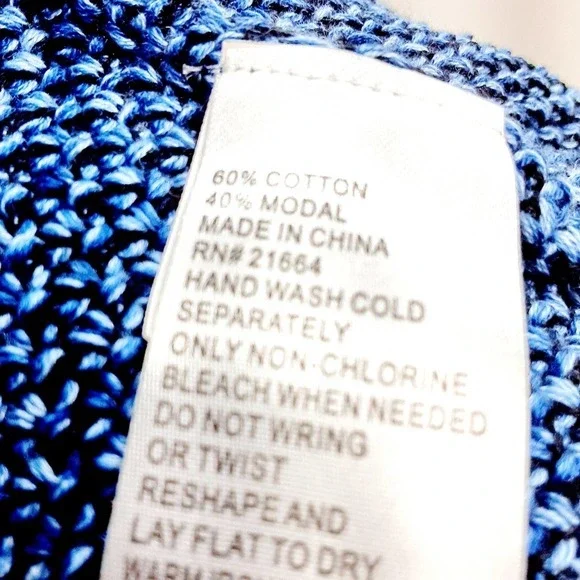 60% COTTON
40% MODAL
MADE IN CHINA
RN# 21664
HAND WASH COLD
SEPARATELY
ONLY NON-CHLORINE
BLEACH WHEN NEEDED
DO NOT WRING
OR TWIST
RESHAPE AND
LAY FLAT TO DRY